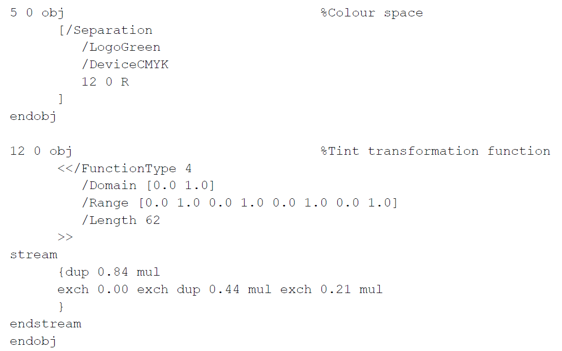 5 0 obj %Colour space
[/Separation
/LogoGreen
/DeviceCMYK
12 0 R
]
endobj
12 0 obj %Tint transformation function
<</FunctionType 4
/Domain [0.0 1.0]
/Range [0.0 1.0 0.0 1.0 0.0 1.0 0.0 1.0]
/Length 62
>>
stream
{dup 0.84 mul
exch 0.00 exch dup 0.44 mul exch 0.21 mul
}
endstream
endobj